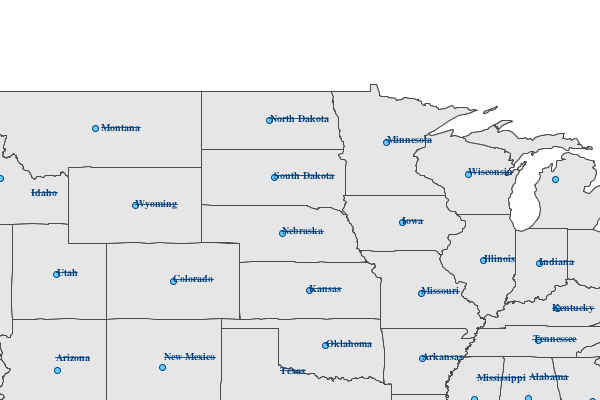 North Dakota
Montana
Minnesota
Wisconsin
South Dakota
Idaho
Wyoming
Iowa
Nebraska
Illinois
Indiana
Utah
Colorado
Kansas
Missouri
Kentucky
Tennessee
Oklahoma
Arizona
New Mexico
Arkansas
Texas
Mississippi
Alabama